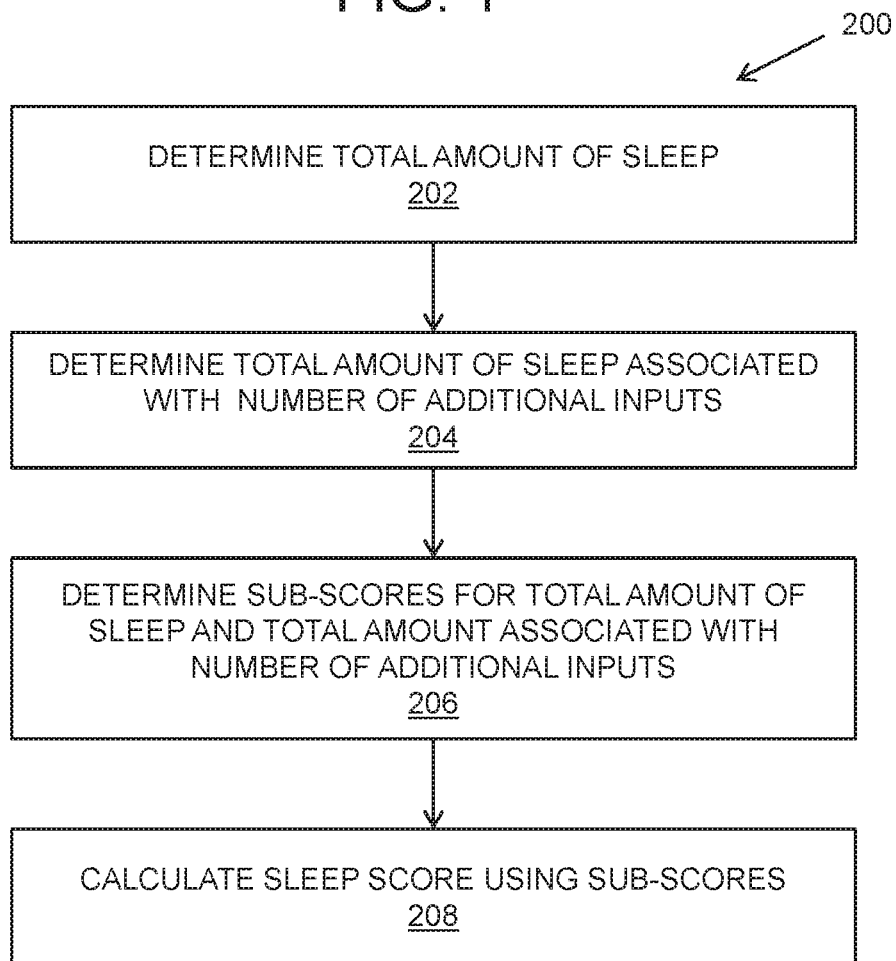 200
DETERMINE TOTAL AMOUNT OF SLEEP
202
DETERMINE TOTAL AMOUNT OF SLEEP ASSOCIATED
WITH NUMBER OF ADDITIONAL INPUTS
204
DETERMINE SUB-SCORES FOR TOTAL AMOUNT OF
SLEEP AND TOTAL AMOUNT ASSOCIATED WITH
NUMBER OF ADDITIONAL INPUTS
206
CALCULATE SLEEP SCORE USING SUB-SCORES
208